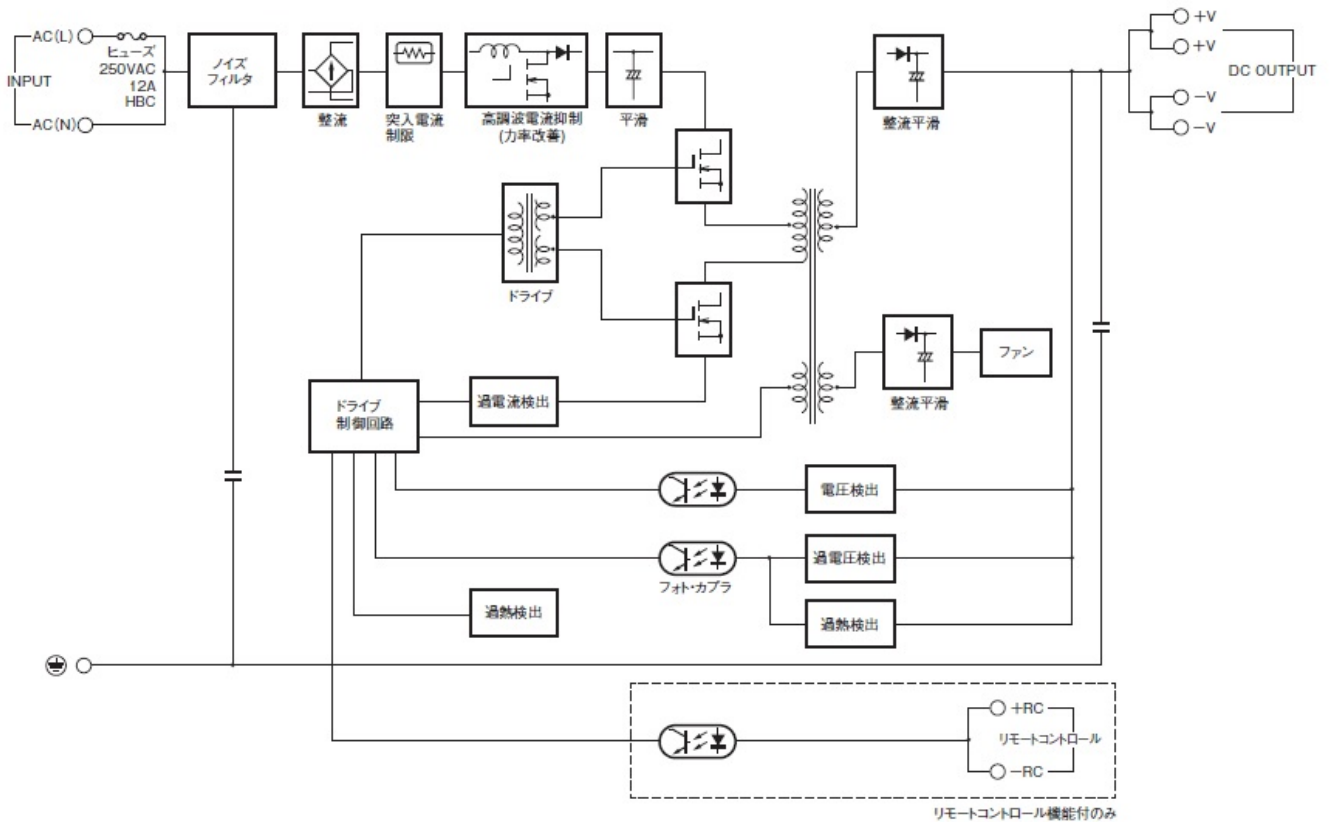 AC(L)
ヒューズ
250VAC
12A
HBC
INPUT
AC(N)
ノイズ
フィルタ
整流
突入電流
制限
高調波電流抑制
(力率改善)
平滑
整流平滑
+V
+V
DC OUTPUT
-V
-V
ドライブ
整流平滑
ファン
ドライブ
制御回路
過電流検出
電圧検出
過電圧検出
フォト・カプラ
過熱検出
過熱検出
+RC
リモートコントロール
-RC
リモートコントロール機能付のみ